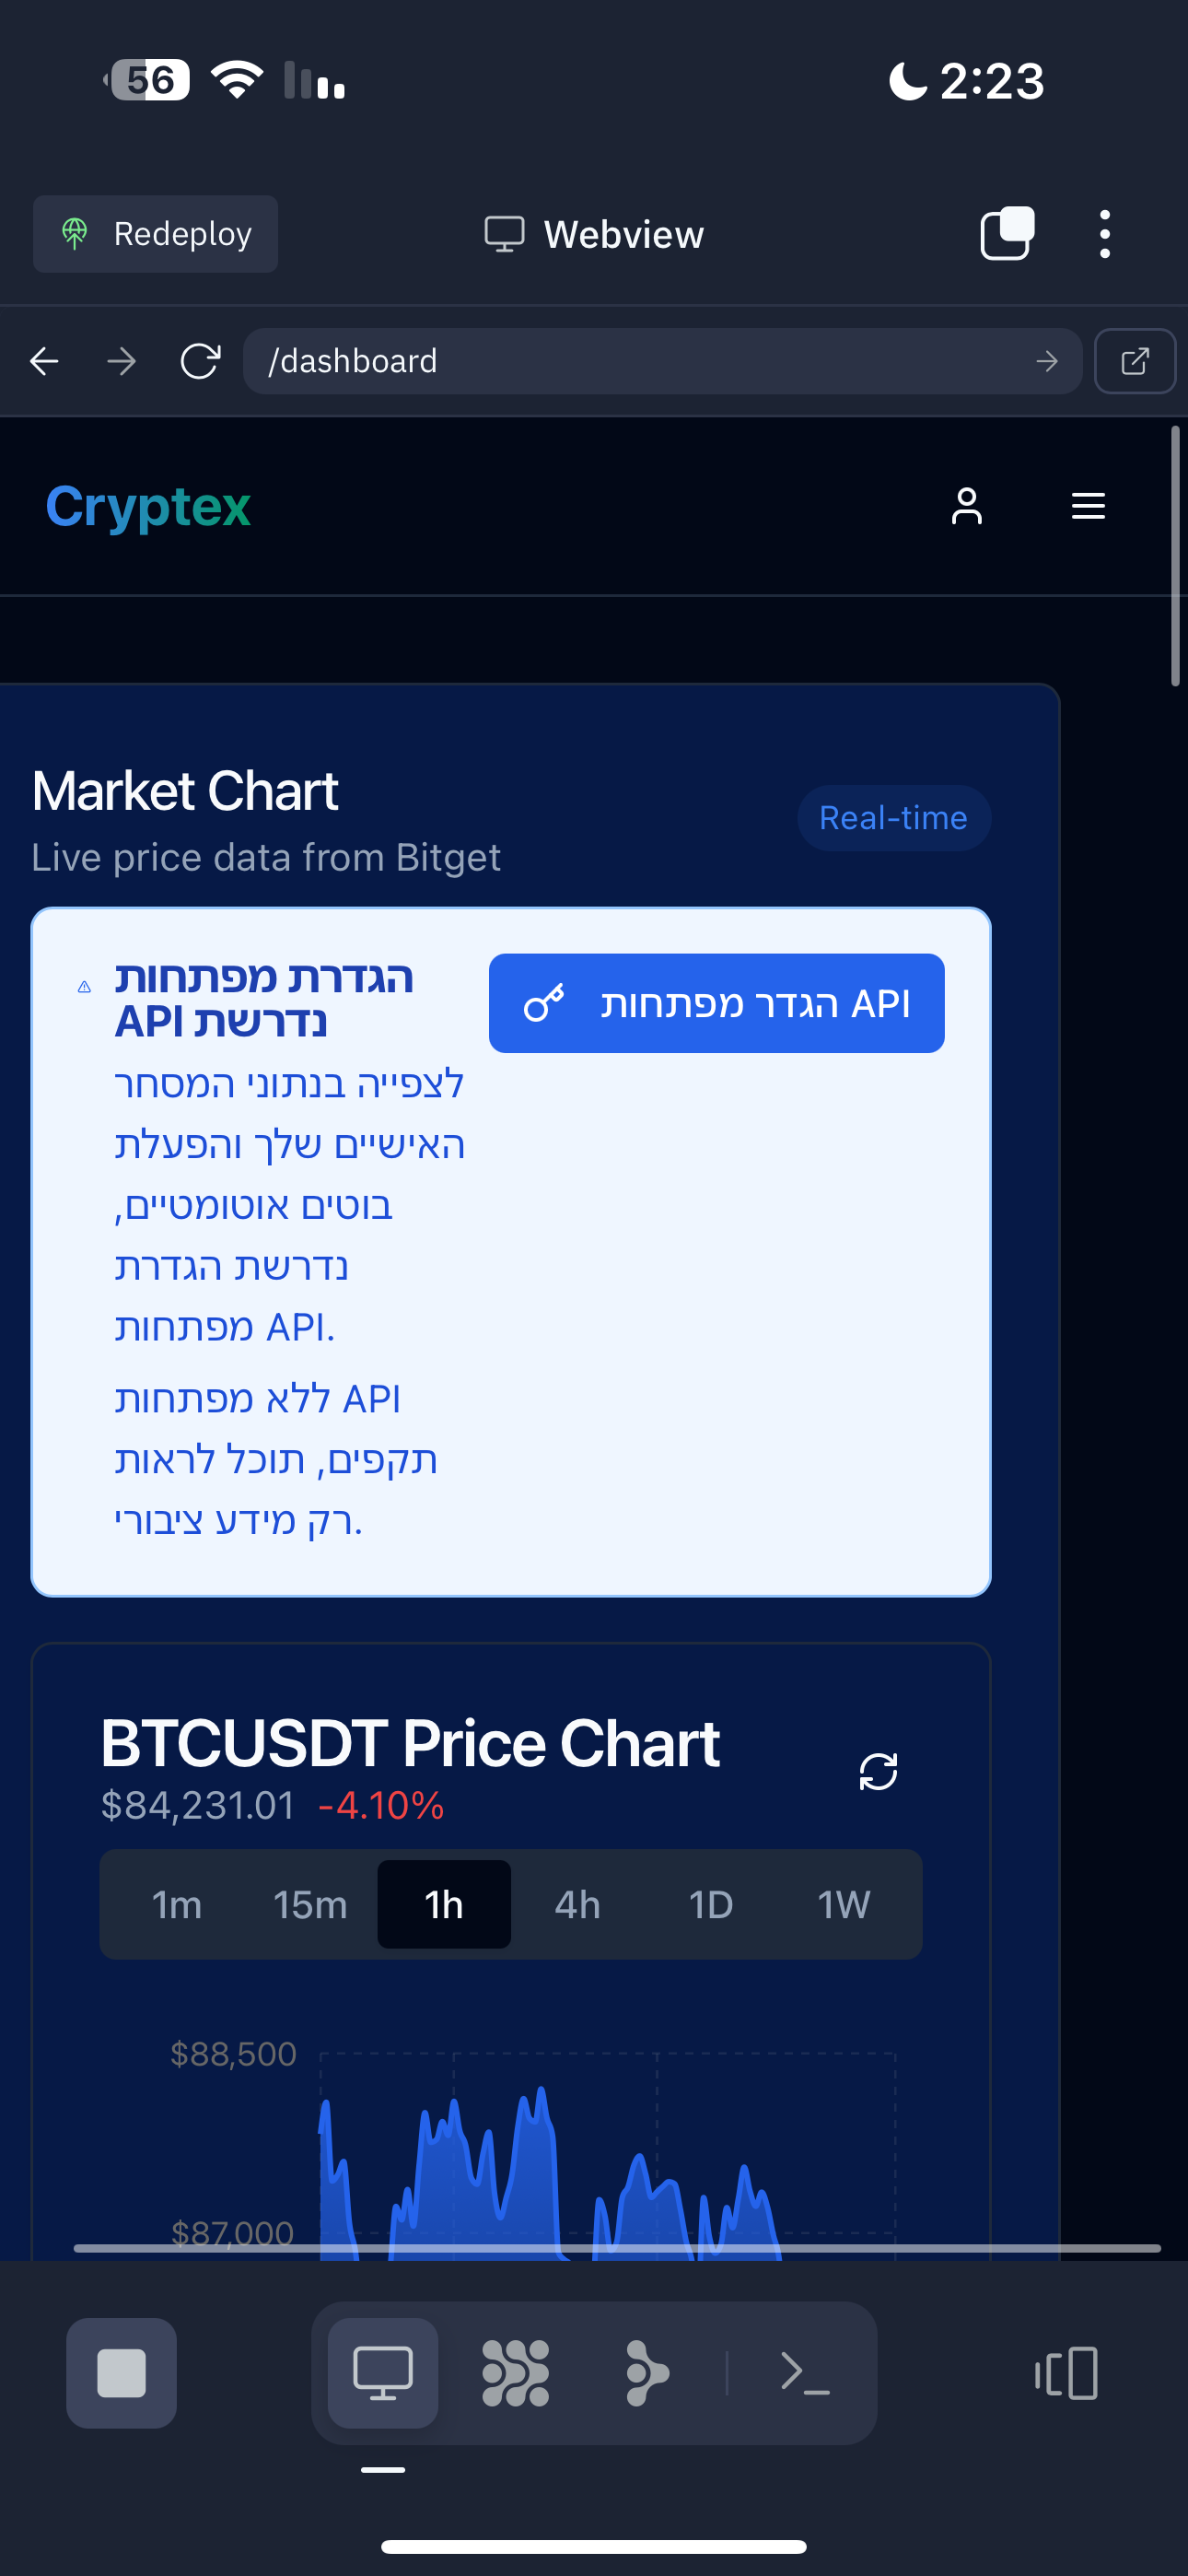 56
2:23
Redeploy
Webview
/dashboard
Cryptex
Market Chart
Live price data from Bitget
Real-time
הגדרת מפתחות
API נדרשת
הגדר מפתחות API
לצפייה בנתוני המסחר
האישיים שלך והפעלת
בוטים אוטומטיים,
נדרשת הגדרת
מפתחות API.
ללא מפתחות API
תקפים, תוכל לראות
רק מידע ציבורי.
BTCUSDT Price Chart
$84,231.01 -4.10%
1m 15m 1h 4h 1D 1W
$88,500
$87,000